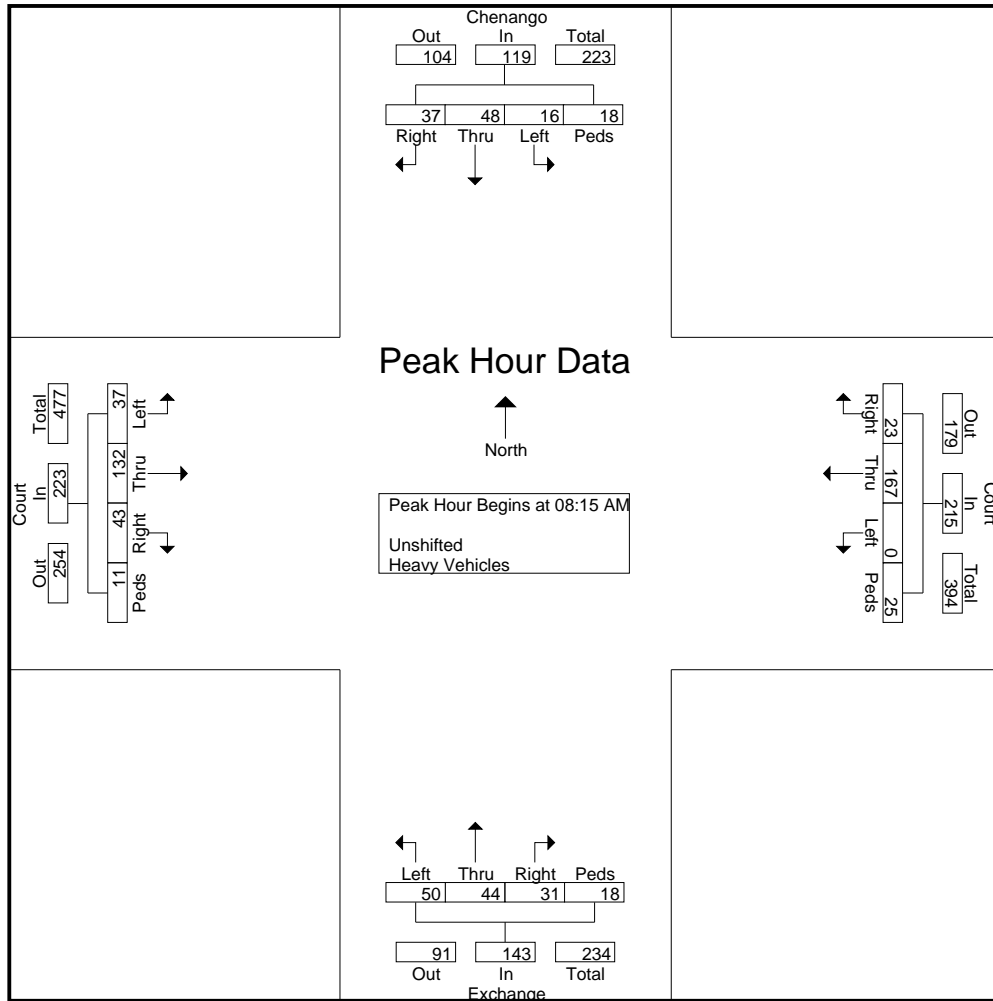 Chenango
Out In Total
104 119 223
37 48 16 18
Right Thru Left Peds
Peak Hour Data
North
Peak Hour Begins at 08:15 AM
Unshifted
Heavy Vehicles
Court
Total In Out
477 223 254
37 132 43 11
Left Thru Right Peds
Right Thru Left Peds
23 167 0 25
Out In Total
179 215 394
Court
Left Thru Right Peds
50 44 31 18
91 143 234
Out In Total
Exchange